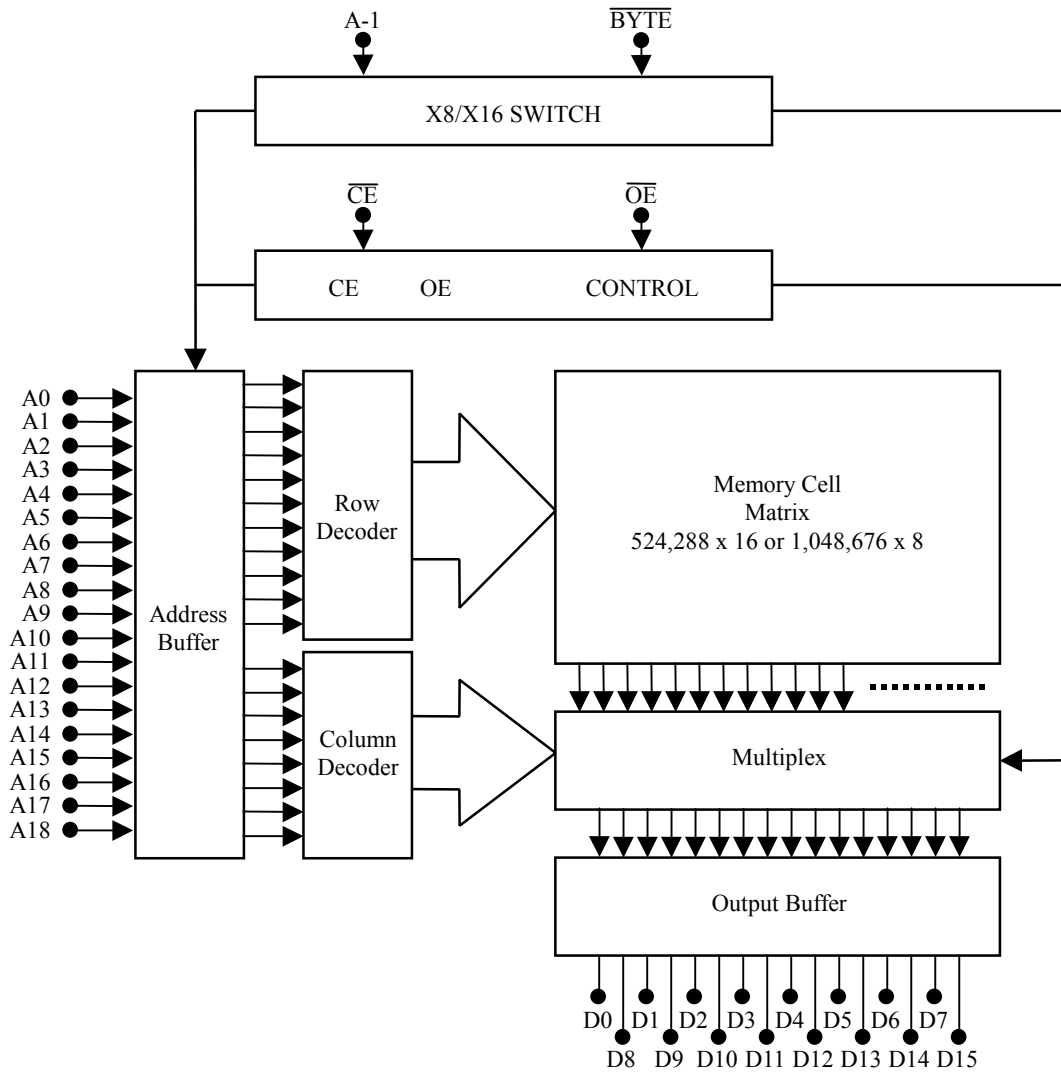 A-1 BYTE
X8/X16 SWITCH
CE OE
CE OE CONTROL
A0
A1
A2
A3
A4
A5
A6
A7
A8
A9
A10
A11
A12
A13
A14
A15
A16
A17
A18
Address
Buffer
Row
Decoder
Column
Decoder
Memory Cell
Matrix
524,288 x 16 or 1,048,676 x 8
Multiplex
Output Buffer
D0 D1 D2 D3 D4 D5 D6 D7
D8 D9 D10 D11 D12 D13 D14 D15